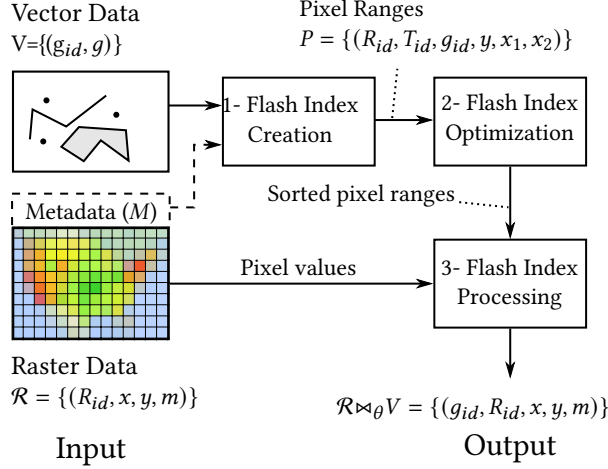 Vector Data
V={(g_id, g)}
Pixel Ranges
P = {(R_id, T_id, g_id, y, x_1, x_2)}
1- Flash Index
Creation
2- Flash Index
Optimization
Sorted pixel ranges
Metadata (M)
Pixel values
3- Flash Index
Processing
Raster Data
ℛ = {(R_id, x, y, m)}
ℛ⋈_θ V = {(g_id, R_id, x, y, m)}
Input
Output